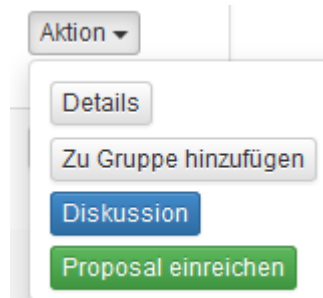 Aktion
Details
Zu Gruppe hinzufügen
Diskussion
Proposal einreichen